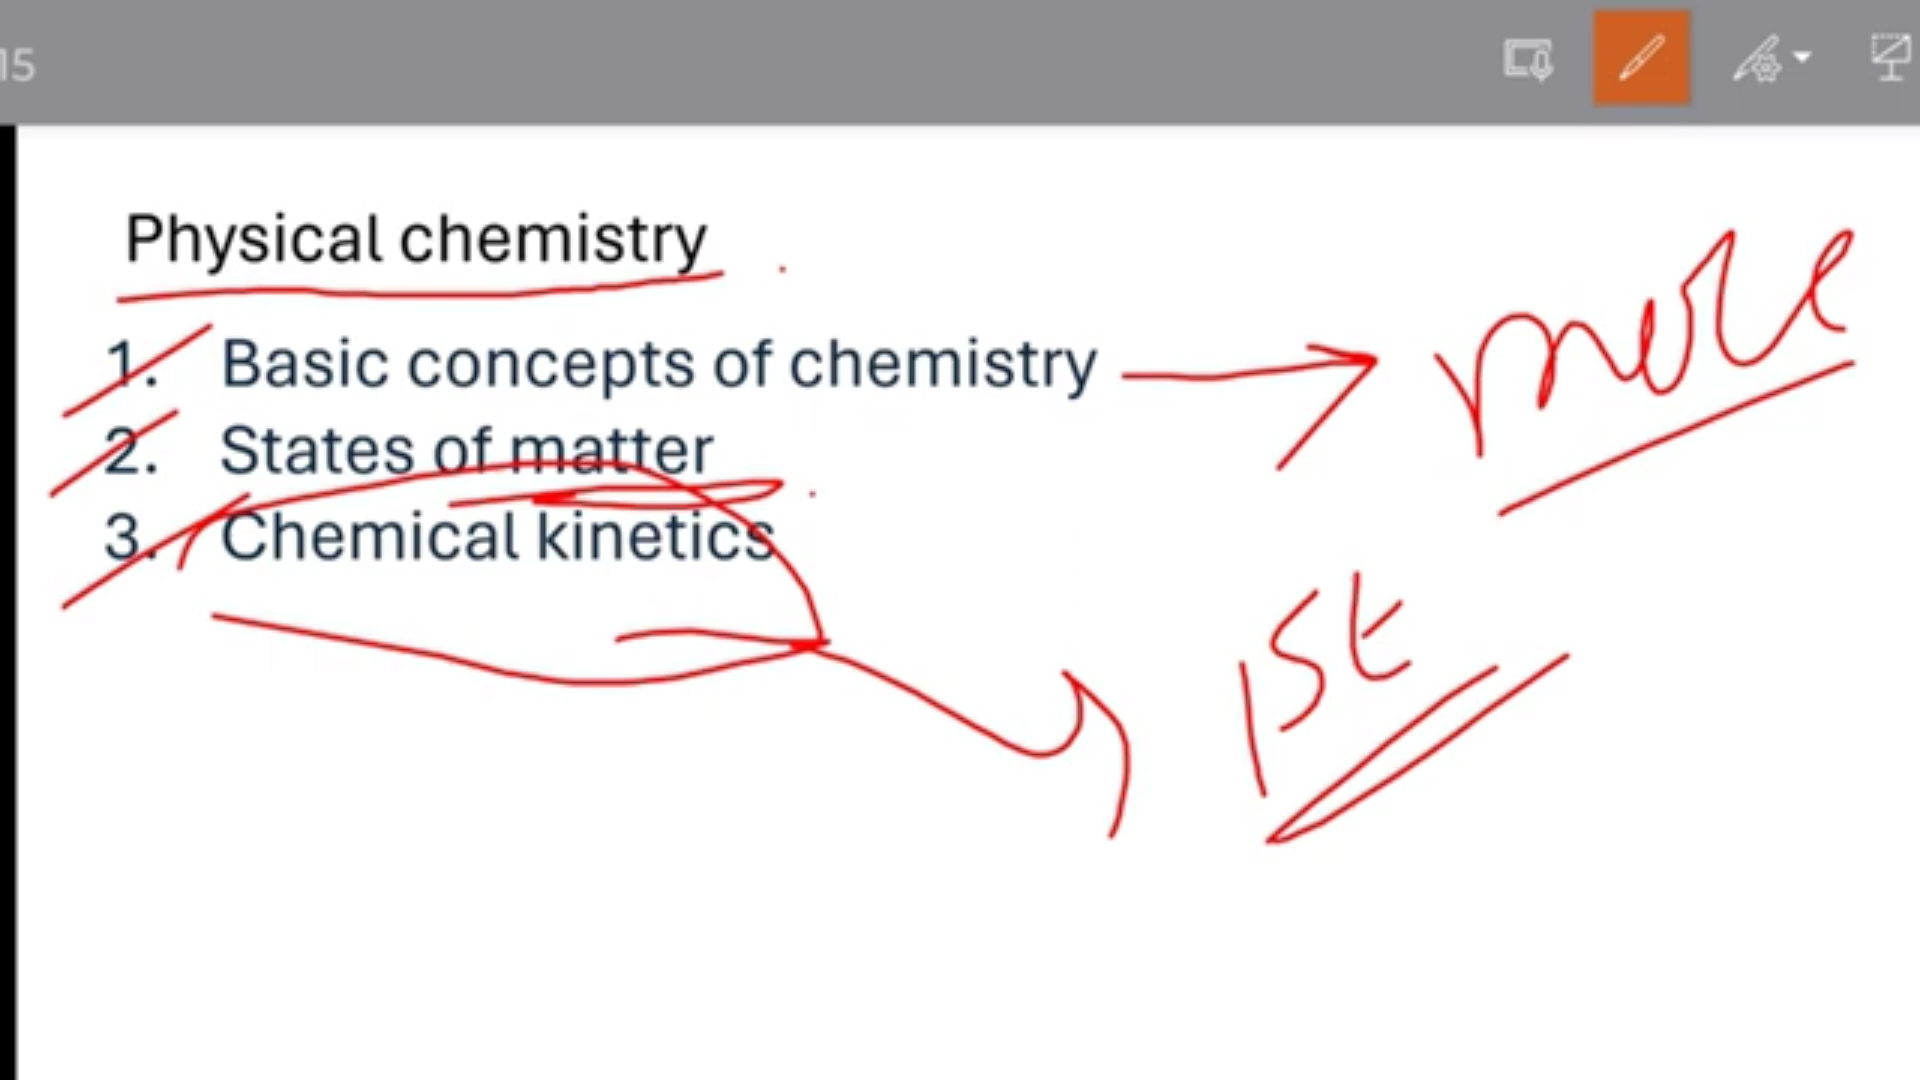 15
Physical chemistry
1. Basic concepts of chemistry
mole
2. States of matter
3. Chemical kinetics
1st